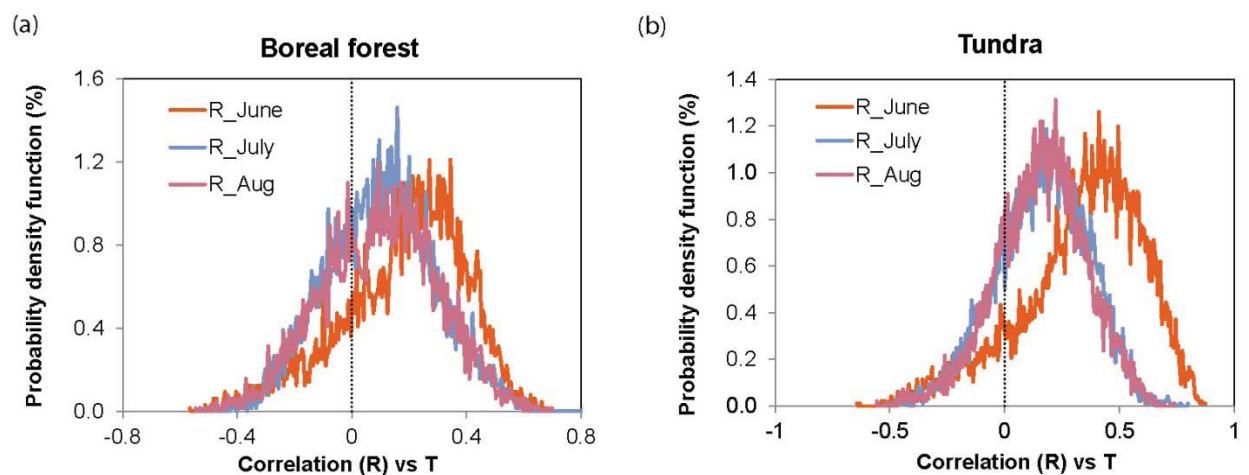 (a)
Boreal forest
Probability density function (%)
1.6
1.2
0.8
0.4
0.0
R_June
R_July
R_Aug
-0.8
-0.4
0
0.4
0.8
Correlation (R) vs T
(b)
Tundra
Probability density function (%)
1.4
1.2
1.0
0.8
0.6
0.4
0.2
0.0
R_June
R_July
R_Aug
-1
-0.5
0
0.5
1
Correlation (R) vs T